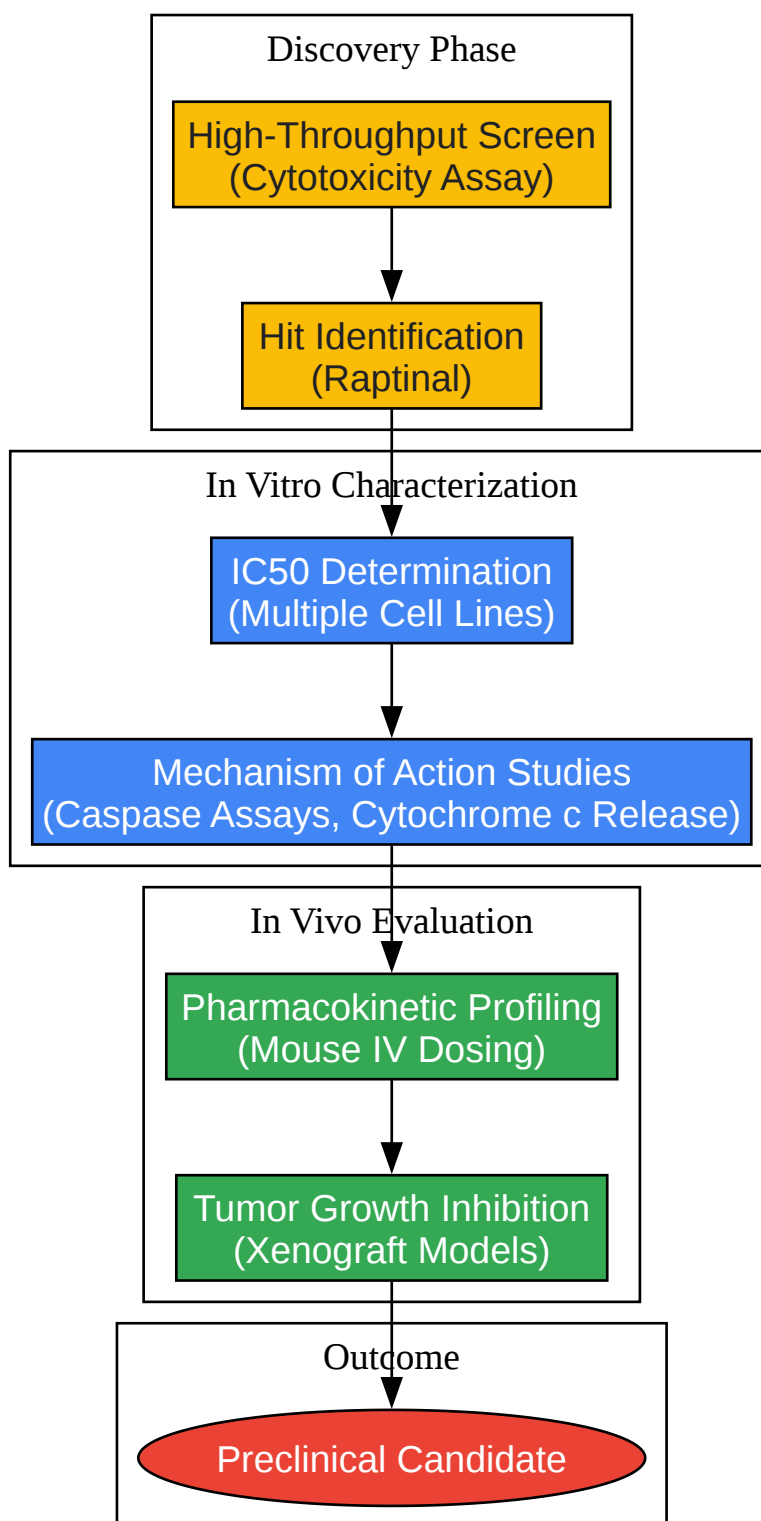 Discovery Phase
High-Throughput Screen
(Cytotoxicity Assay)
Hit Identification
(Raptinal)
In Vitro Characterization
IC50 Determination
(Multiple Cell Lines)
Mechanism of Action Studies
(Caspase Assays, Cytochrome c Release)
In Vivo Evaluation
Pharmacokinetic Profiling
(Mouse IV Dosing)
Tumor Growth Inhibition
(Xenograft Models)
Outcome
Preclinical Candidate